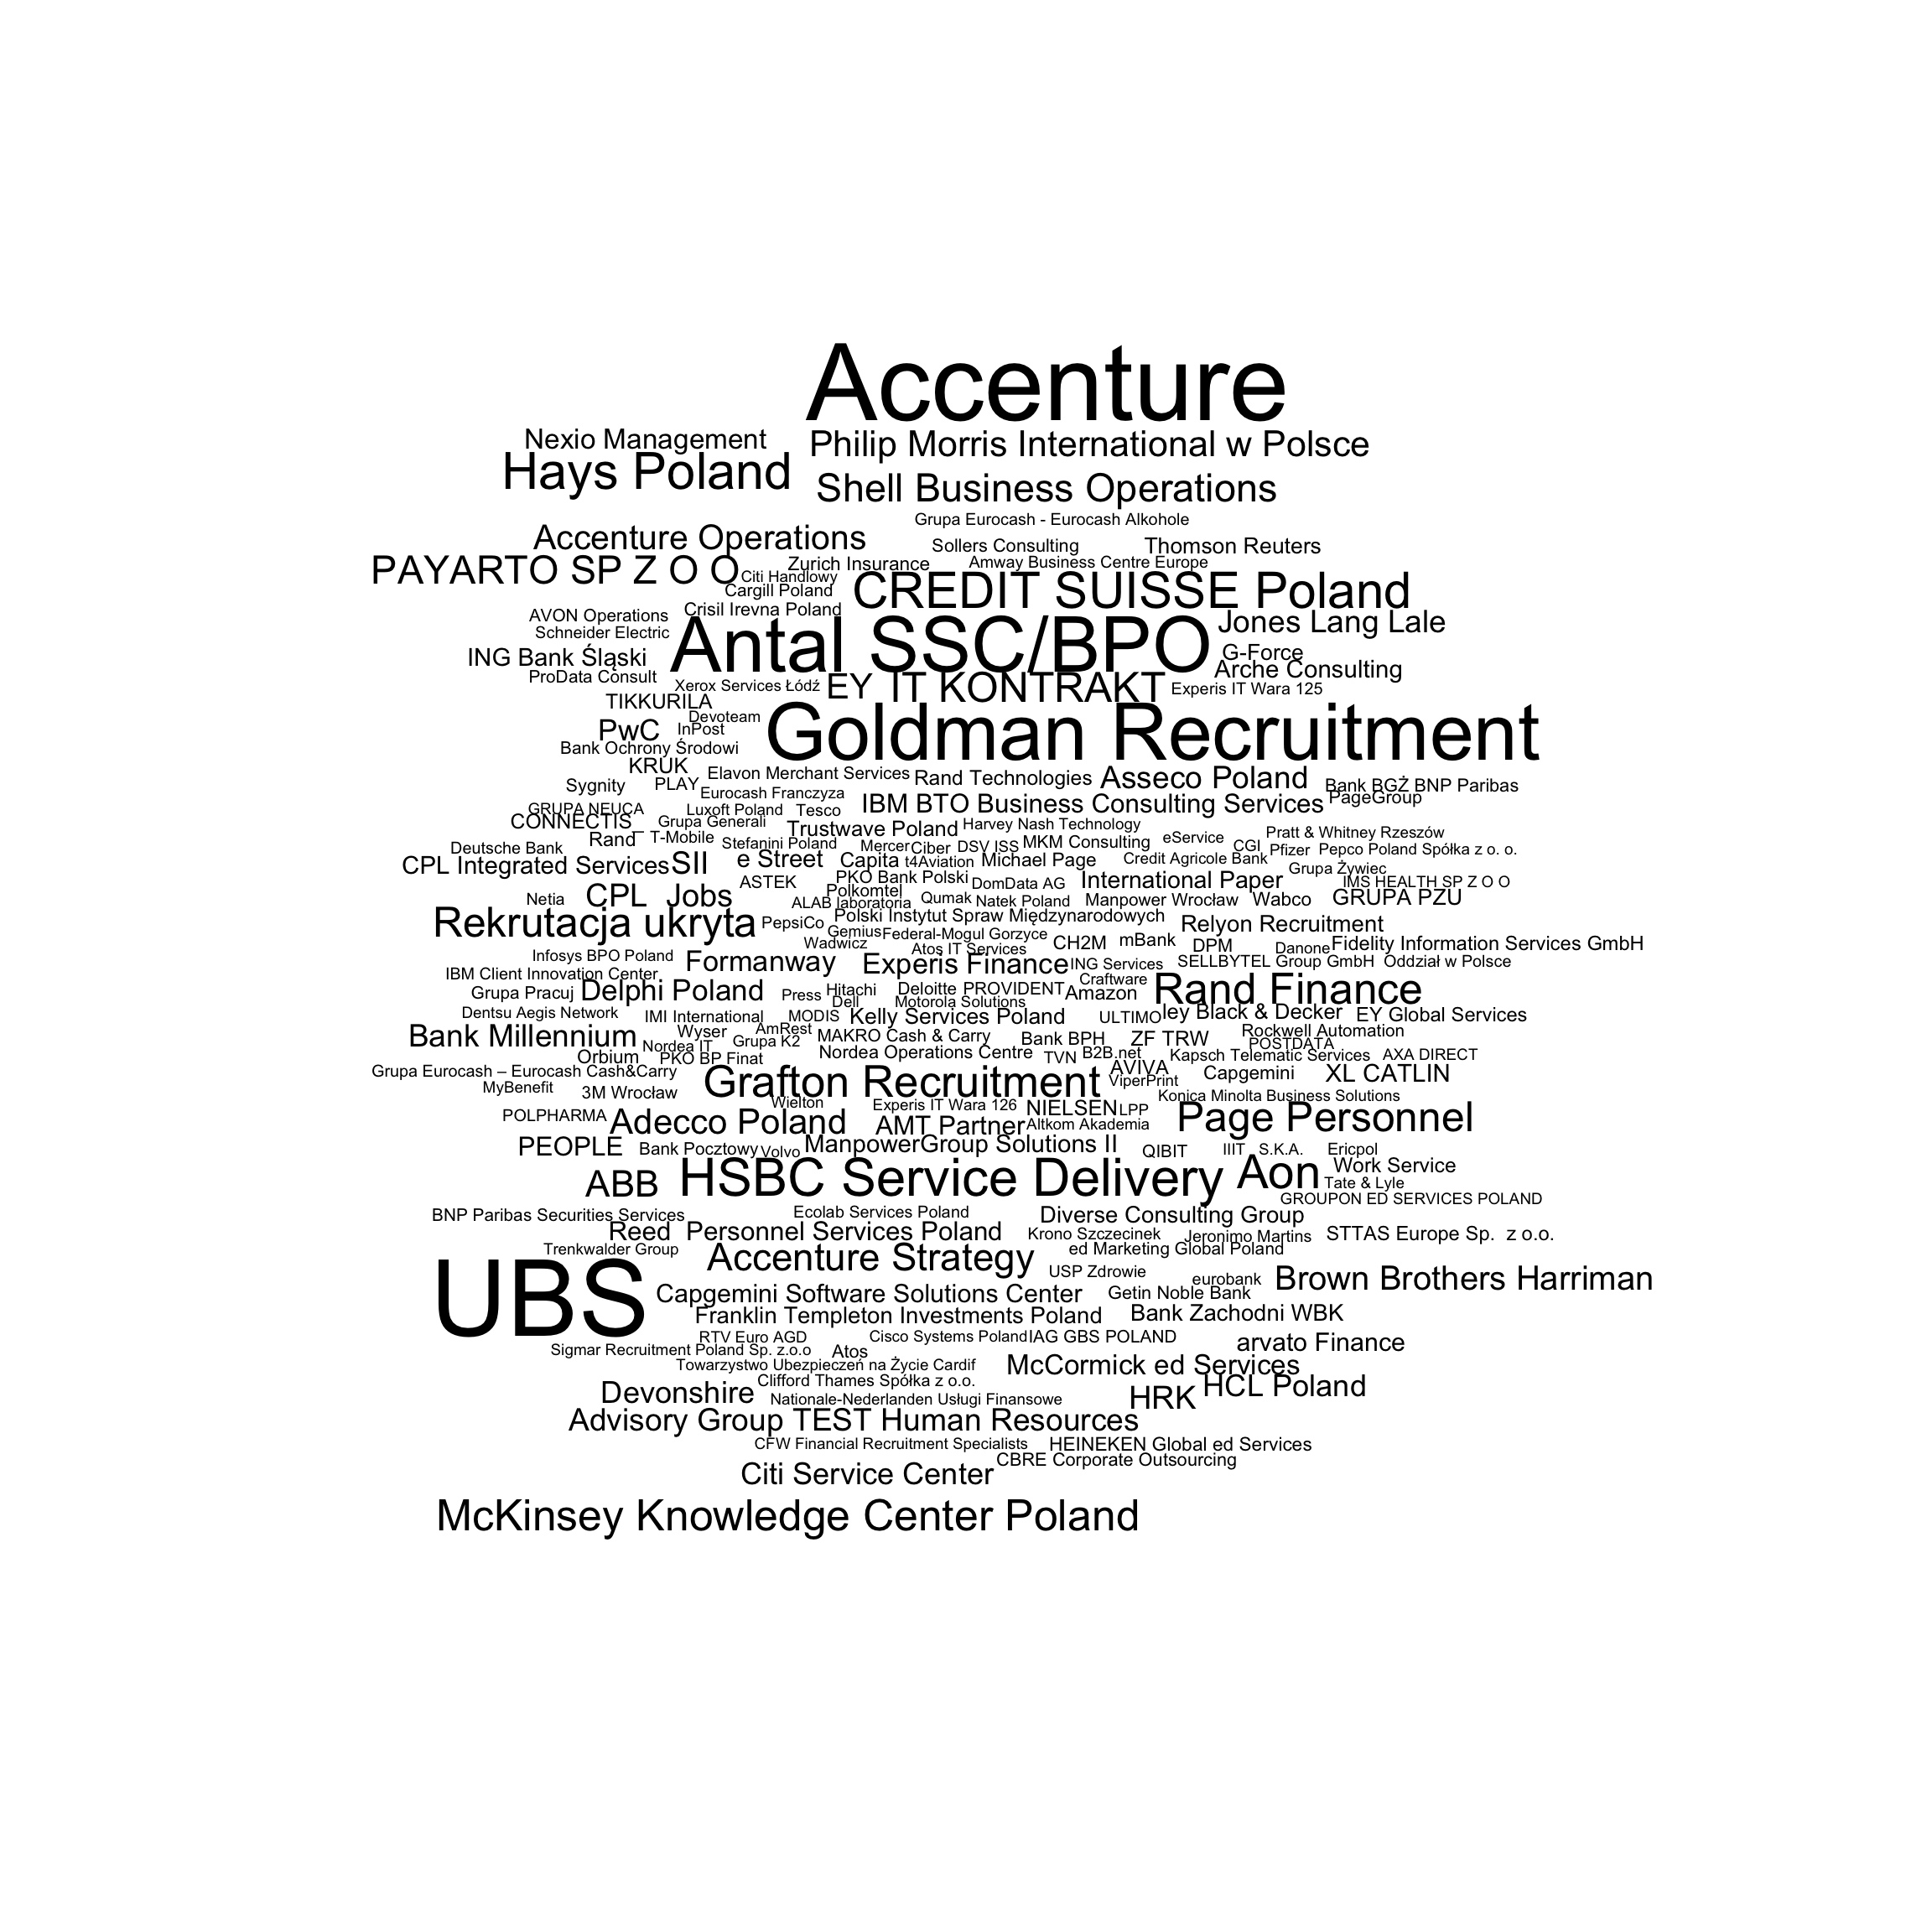 Accenture
Nexio Management
Philip Morris International w Polsce
Hays Poland
Shell Business Operations
Grupa Eurocash - Eurocash Alkohole
Accenture Operations
Sollers Consulting
Thomson Reuters
Zurich Insurance
Amway Business Centre Europe
PAYARTO SP Z O O
Citi Handlowy
Cargill Poland
CREDIT SUISSE Poland
AVON Operations
Crisil Irevna Poland
Schneider Electric
Antal SSC/BPO
Jones Lang Lale
ING Bank Śląski
G-Force
Arche Consulting
ProData Consult
Xerox Services Łódź
EY IT KONTRAKT
Experis IT Wara 125
TIKKURILA
Devoteam
PwC
InPost
Goldman Recruitment
Bank Ochrony Środowi
KRUK
Elavon Merchant Services
Rand Technologies
Asseco Poland
Bank BGŻ BNP Paribas
Sygnity
PLAY
Eurocash Franczyza
PageGroup
GRUPA NEUCA
Luxoft Poland
Tesco
IBM BTO Business Consulting Services
CONNECTIS_
Grupa Generali
Trustwave Poland
Harvey Nash Technology
Rand
T-Mobile
Stefanini Poland
Mercer
Ciber
DSV ISS
MKM Consulting
eService
CGI
Pratt & Whitney Rzeszów
Deutsche Bank
Pfizer
Pepco Poland Spółka z o. o.
CPL Integrated Services
SII
e Street
Capita
t4Aviation
Michael Page
Credit Agricole Bank
Grupa Żywiec
ASTEK
PKO Bank Polski
DomData AG
International Paper
IMS HEALTH SP Z O O
Netia
CPL Jobs
Polkomtel
ALAB laboratoria
Qumak
Natek Poland
Manpower Wrocław
Wabco
GRUPA PZU
Rekrutacja ukryta
PepsiCo
Polski Instytut Spraw Międzynarodowych
Relyon Recruitment
Gemius
Federal-Mogul Gorzyce
Wadwicz
Atos IT Services
CH2M
mBank
DPM
Danone
Fidelity Information Services GmbH
Infosys BPO Poland
Formanway
Experis Finance
ING Services
SELLBYTEL Group GmbH Oddział w Polsce
IBM Client Innovation Center
Craftware
Grupa Pracuj
Delphi Poland
Press
Hitachi
Deloitte
PROVIDENT
Amazon
Rand Finance
Dell
Motorola Solutions
Dentsu Aegis Network
IMI International
MODIS
Kelly Services Poland
ULTIMO
ley Black & Decker
EY Global Services
Bank Millennium
Wyser
AmRest
MAKRO Cash & Carry
Bank BPH
ZF TRW
Rockwell Automation
Nordea IT
Grupa K2
POSTDATA
Orbium
PKO BP Finat
Nordea Operations Centre
TVN
B2B.net
Kapsch Telematic Services
AXA DIRECT
Grupa Eurocash – Eurocash Cash&Carry
Grafton Recruitment
AVIVA
Capgemini
XL CATLIN
MyBenefit
3M Wrocław
ViperPrint
Konica Minolta Business Solutions
Wielton
Experis IT Wara 126
NIELSEN
LPP
POLPHARMA
Adecco Poland
AMT Partner
Altkom Akademia
Page Personnel
PEOPLE
Bank Pocztowy
Volvo
ManpowerGroup Solutions II
QIBIT
IIIT
S.K.A.
Ericpol
ABB
HSBC Service Delivery
Aon
Work Service
Tate & Lyle
GROUPON ED SERVICES POLAND
BNP Paribas Securities Services
Ecolab Services Poland
Diverse Consulting Group
Reed Personnel Services Poland
Krono Szczecinek
Jeronimo Martins
STTAS Europe Sp. z o.o.
Trenkwalder Group
Accenture Strategy
ed Marketing Global Poland
UBS
USP Zdrowie
eurobank
Brown Brothers Harriman
Capgemini Software Solutions Center
Getin Noble Bank
Franklin Templeton Investments Poland
Bank Zachodni WBK
RTV Euro AGD
Cisco Systems Poland
IAG GBS POLAND
arvato Finance
Sigmar Recruitment Poland Sp. z.o.o
Atos
Towarzystwo Ubezpieczeń na Życie Cardif
McCormick ed Services
Clifford Thames Spółka z o.o.
HCL Poland
Devonshire
Nationale-Nederlanden Usługi Finansowe
HRK
Advisory Group TEST Human Resources
CFW Financial Recruitment Specialists
HEINEKEN Global ed Services
CBRE Corporate Outsourcing
Citi Service Center
McKinsey Knowledge Center Poland